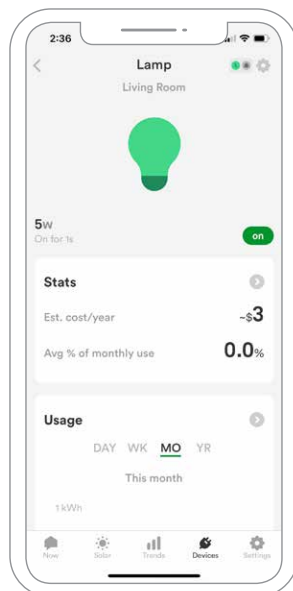 2:36
Lamp
Living Room
5w
On for 1s
on
Stats
Est. cost/year ~$3
Avg % of monthly use 0.0%
Usage
DAY WK MO YR
This month
1 kWh
Now Solar Trends Devices Settings